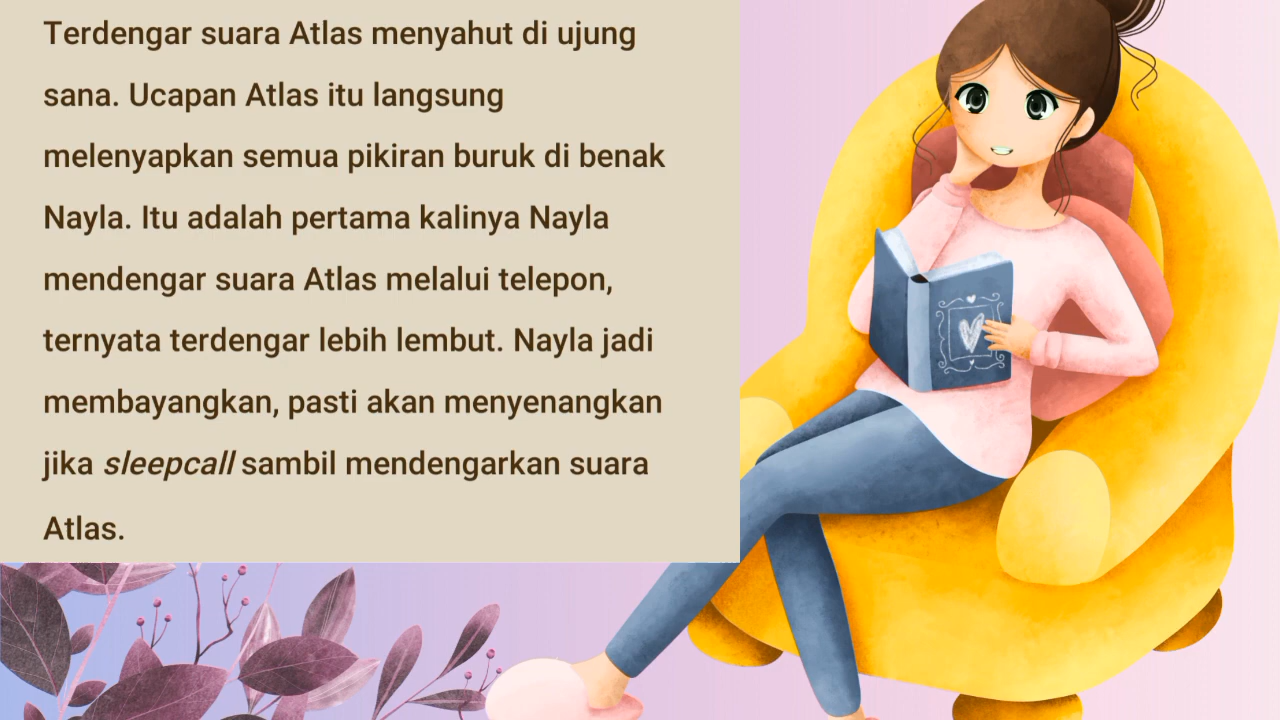 Terdengar suara Atlas menyahut di ujung
sana. Ucapan Atlas itu langsung
melenyapkan semua pikiran buruk di benak
Nayla. Itu adalah pertama kalinya Nayla
mendengar suara Atlas melalui telepon,
ternyata terdengar lebih lembut. Nayla jadi
membayangkan, pasti akan menyenangkan
jika sleepcall sambil mendengarkan suara
Atlas.